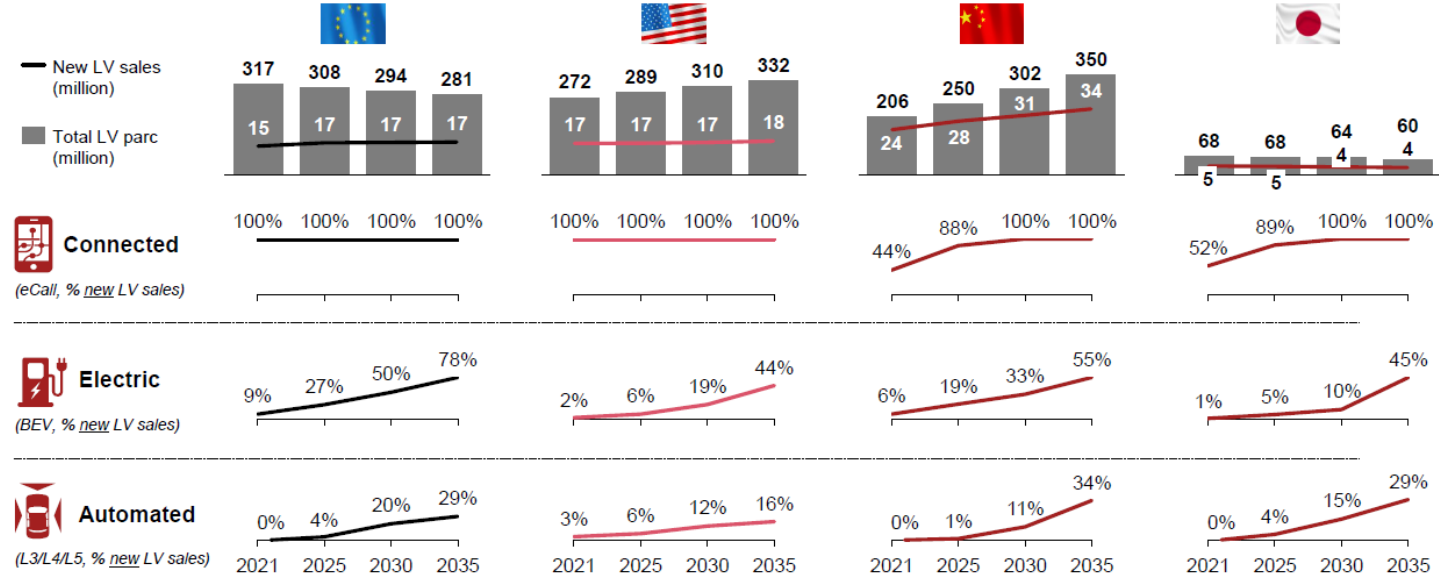 New LV sales
(million)
Total LV parc
(million)
317 308 294 281
15 17 17 17
272 289 310 332
17 17 17 18
206 250 302 350
24 28 31 34
68 68 64 60
5 5 4 4
Connected
(eCall, % new LV sales)
100% 100% 100% 100%
100% 100% 100% 100%
44% 88% 100% 100%
52% 89% 100% 100%
Electric
(BEV, % new LV sales)
9% 27% 50% 78%
2% 6% 19% 44%
6% 19% 33% 55%
1% 5% 10% 45%
Automated
(L3/L4/L5, % new LV sales)
0% 4% 20% 29%
3% 6% 12% 16%
0% 1% 11% 34%
0% 4% 15% 29%
2021 2025 2030 2035
2021 2025 2030 2035
2021 2025 2030 2035
2021 2025 2030 2035